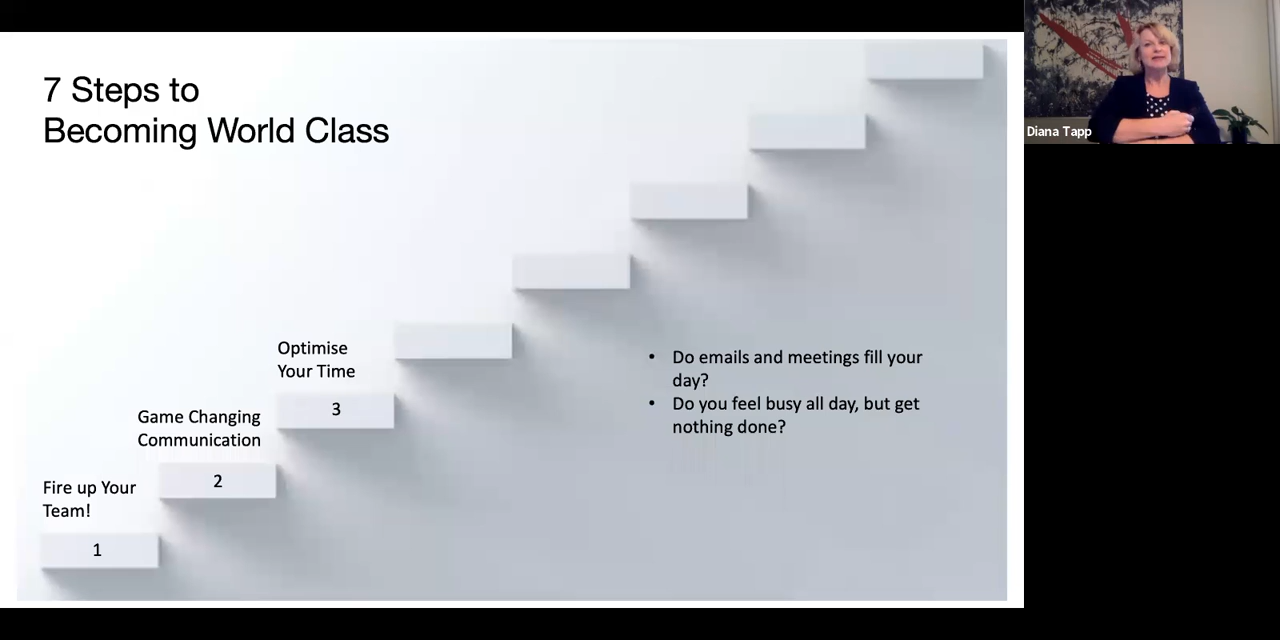 7 Steps to
Becoming World Class
Optimise
Your Time
3
Game Changing
Communication
2
Fire up Your
Team!
1
• Do emails and meetings fill your
day?
• Do you feel busy all day, but get
nothing done?
Diana Tapp